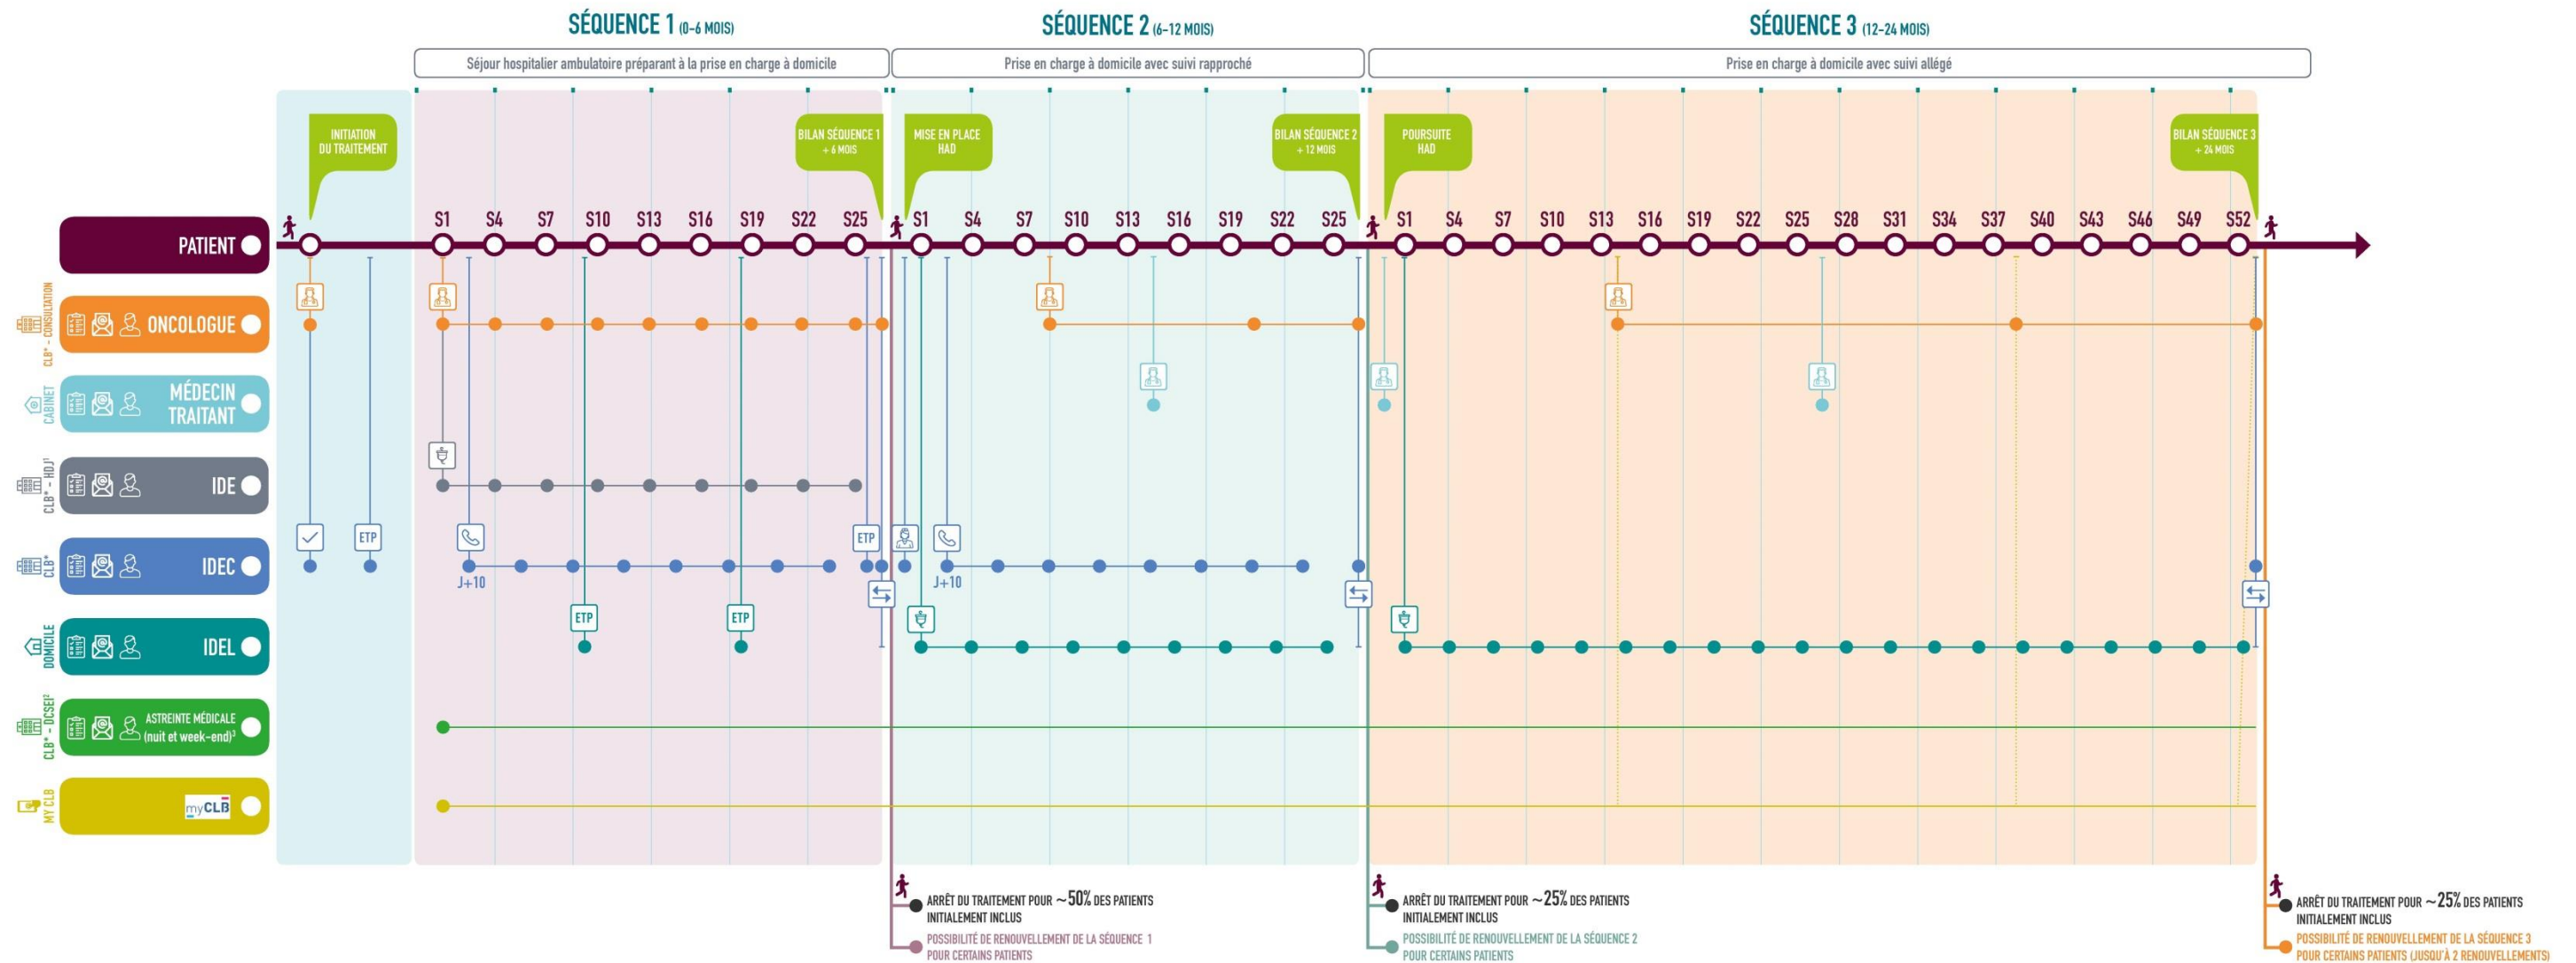 SÉQUENCE 1 (0-6 MOIS)
SÉQUENCE 2 (6-12 MOIS)
SÉQUENCE 3 (12-24 MOIS)
Séjour hospitalier ambulatoire préparant à la prise en charge à domicile
Prise en charge à domicile avec suivi rapproché
Prise en charge à domicile avec suivi allégé
INITIATION
DU TRAITEMENT
BILAN SÉQUENCE 1
+ 6 MOIS
MISE EN PLACE
HAD
BILAN SÉQUENCE 2
+ 12 MOIS
POURSUITE
HAD
BILAN SÉQUENCE 3
+ 24 MOIS
S1 S4 S7 S10 S13 S16 S19 S22 S25
S1 S4 S7 S10 S13 S16 S19 S22 S25
S1 S4 S7 S10 S13 S16 S19 S22 S25 S28 S31 S34 S37 S40 S43 S46 S49 S52
PATIENT
CLB* - CONSULTATION
ONCOLOGUE
CABINET
MÉDECIN
TRAITANT
CLB* - HDJ¹
IDE
CLB*
IDEC
ETP
ETP
J+10
J+10
DOMICILE
IDEL
ETP
ETP
CLB* - DCSEI²
ASTREINTE MÉDICALE
(nuit et week-end)³
MY CLB
myCLB
ARRÊT DU TRAITEMENT POUR ~50% DES PATIENTS
INITIALEMENT INCLUS
POSSIBILITÉ DE RENOUVELLEMENT DE LA SÉQUENCE 1
POUR CERTAINS PATIENTS
ARRÊT DU TRAITEMENT POUR ~25% DES PATIENTS
INITIALEMENT INCLUS
POSSIBILITÉ DE RENOUVELLEMENT DE LA SÉQUENCE 2
POUR CERTAINS PATIENTS
ARRÊT DU TRAITEMENT POUR ~25% DES PATIENTS
INITIALEMENT INCLUS
POSSIBILITÉ DE RENOUVELLEMENT DE LA SÉQUENCE 3
POUR CERTAINS PATIENTS (JUSQU'À 2 RENOUVELLEMENTS)